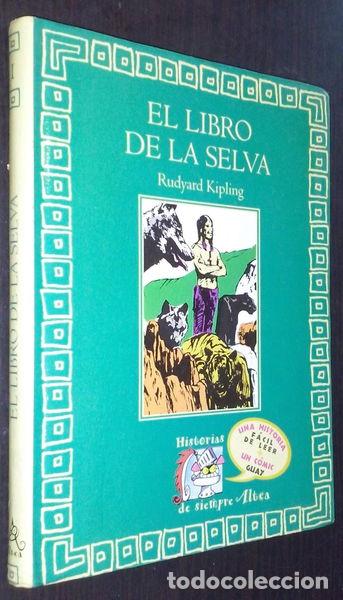 EL LIBRO
DE LA SELVA
Rudyard Kipling
Historias
de siempre Altea
UNA HISTORIA
FÁCIL
DE LEER
+
UN CÓMIC
GUAY
I
EL LIBRO DE LA SELVA
Altea
todocoleccion